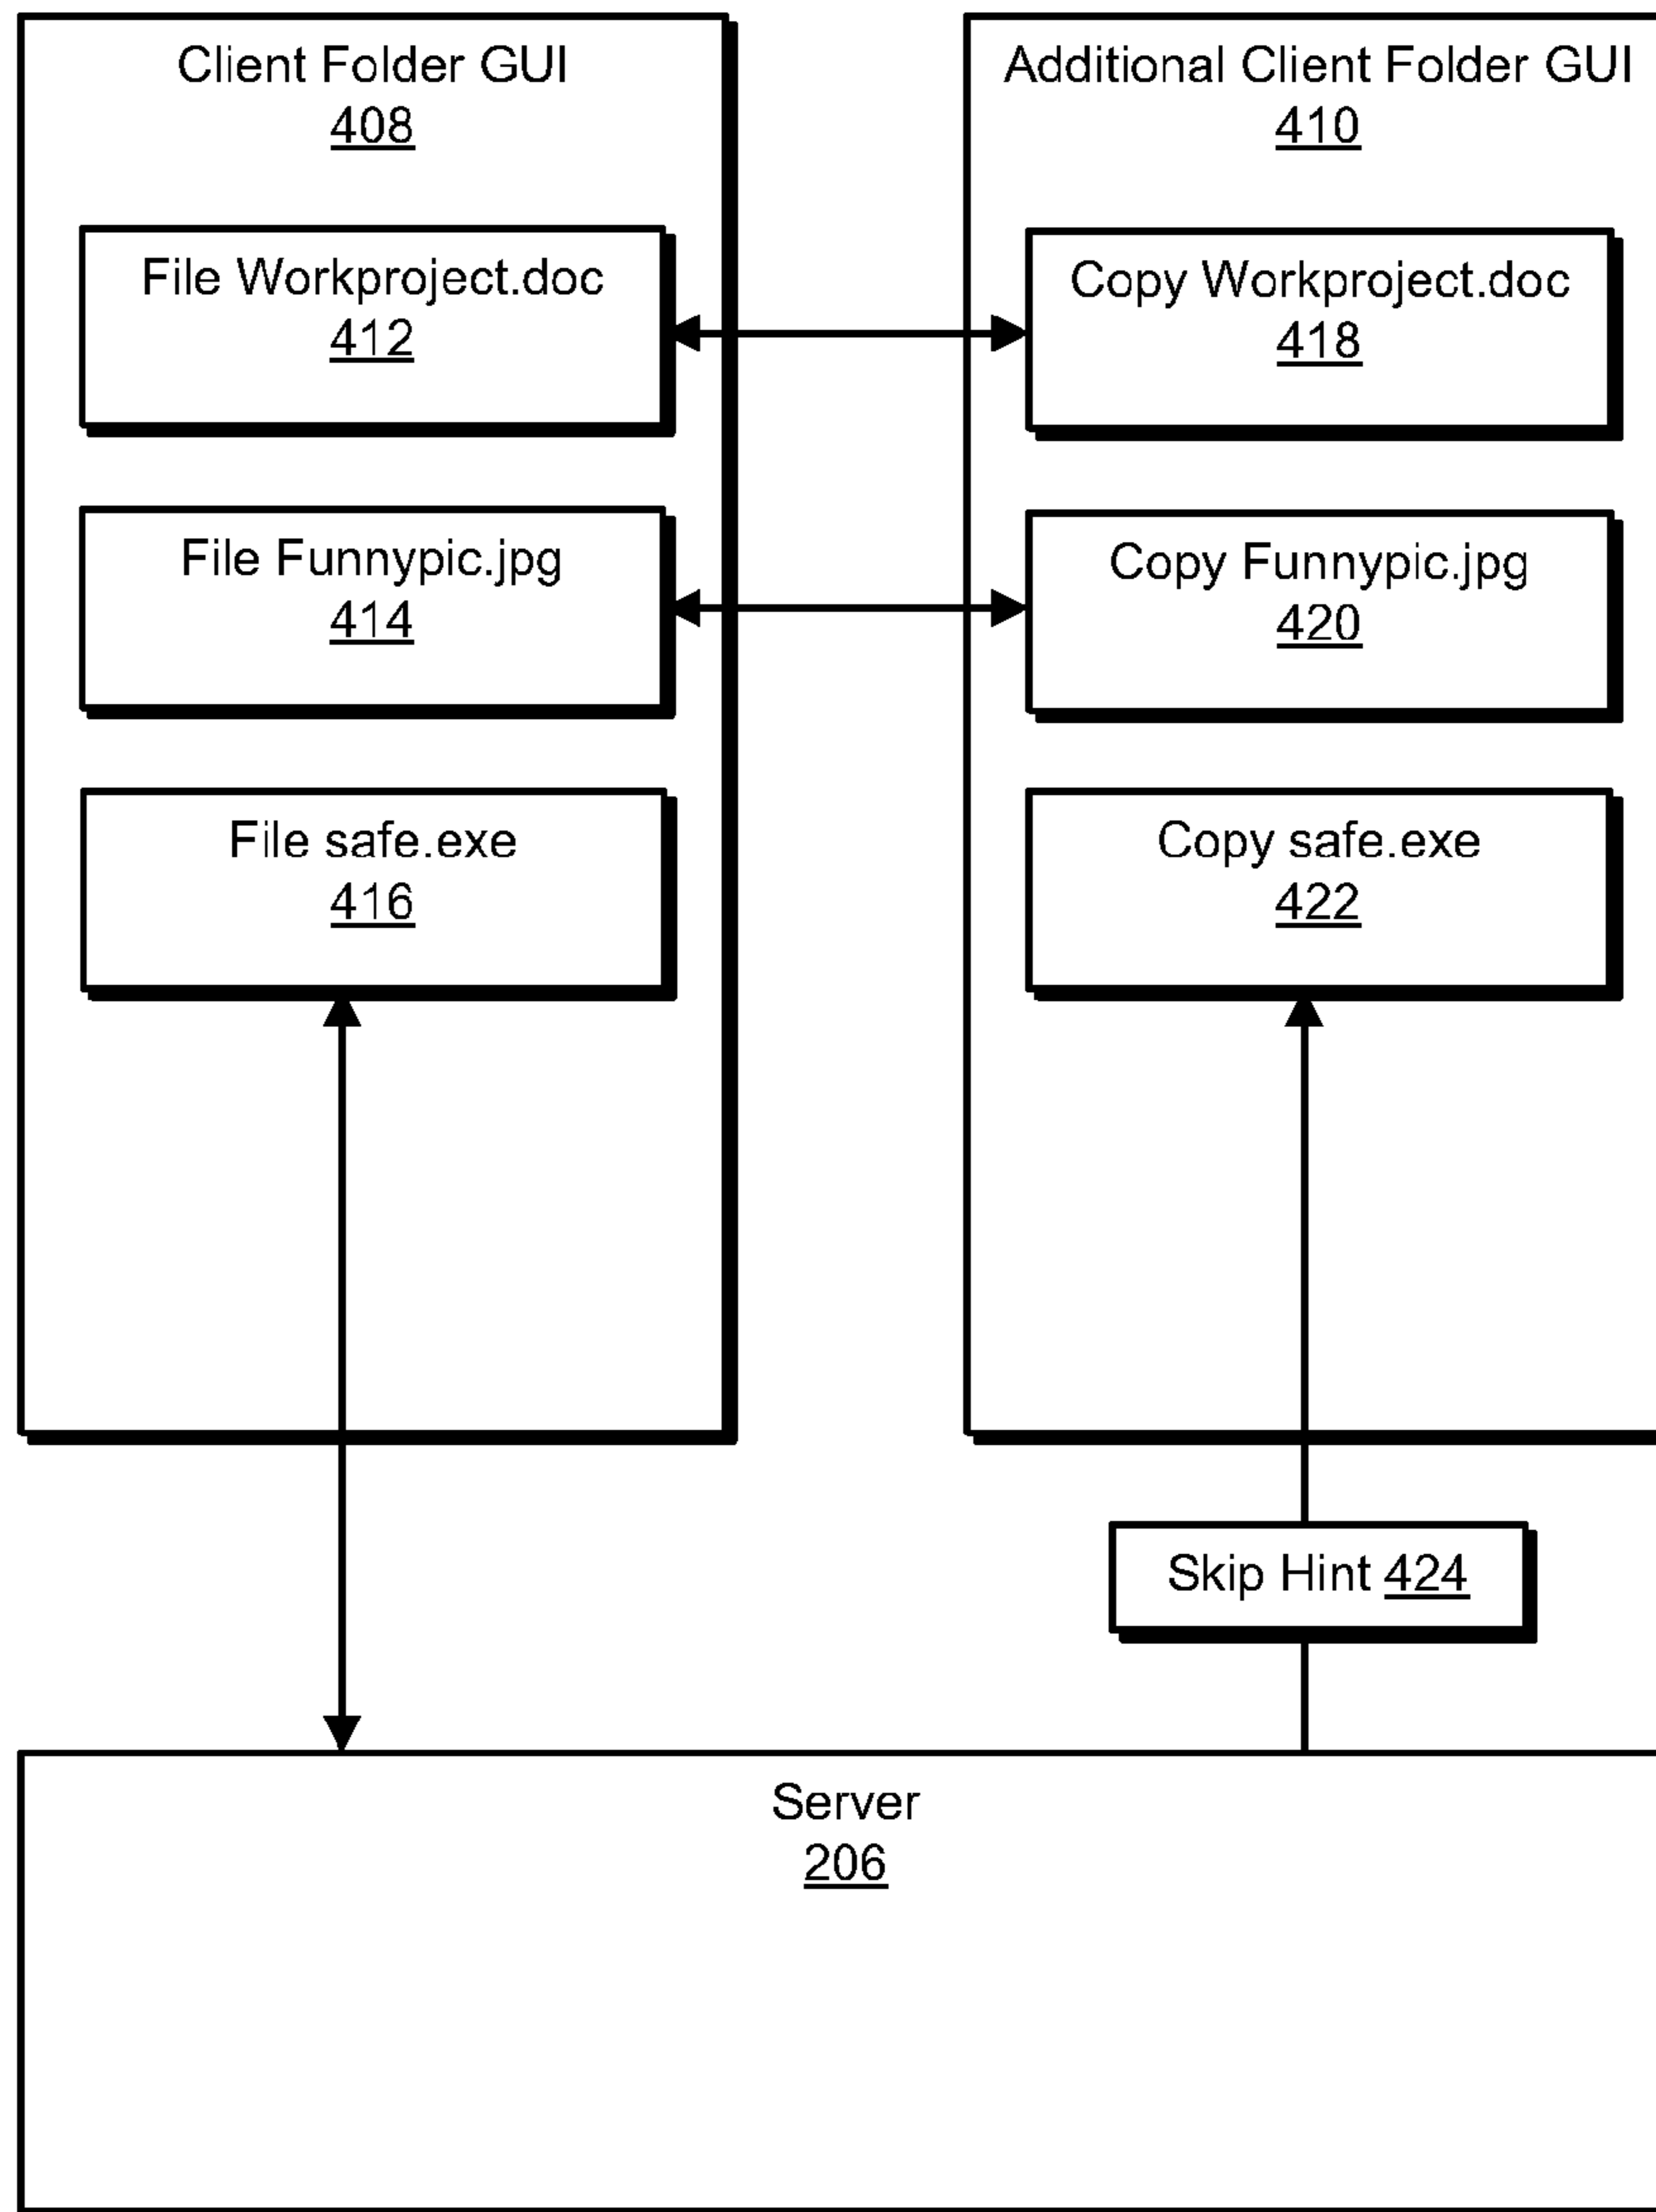 Client Folder GUI
408
File Workproject.doc
412
File Funnypic.jpg
414
File safe.exe
416
Additional Client Folder GUI
410
Copy Workproject.doc
418
Copy Funnypic.jpg
420
Copy safe.exe
422
Skip Hint 424
Server
206